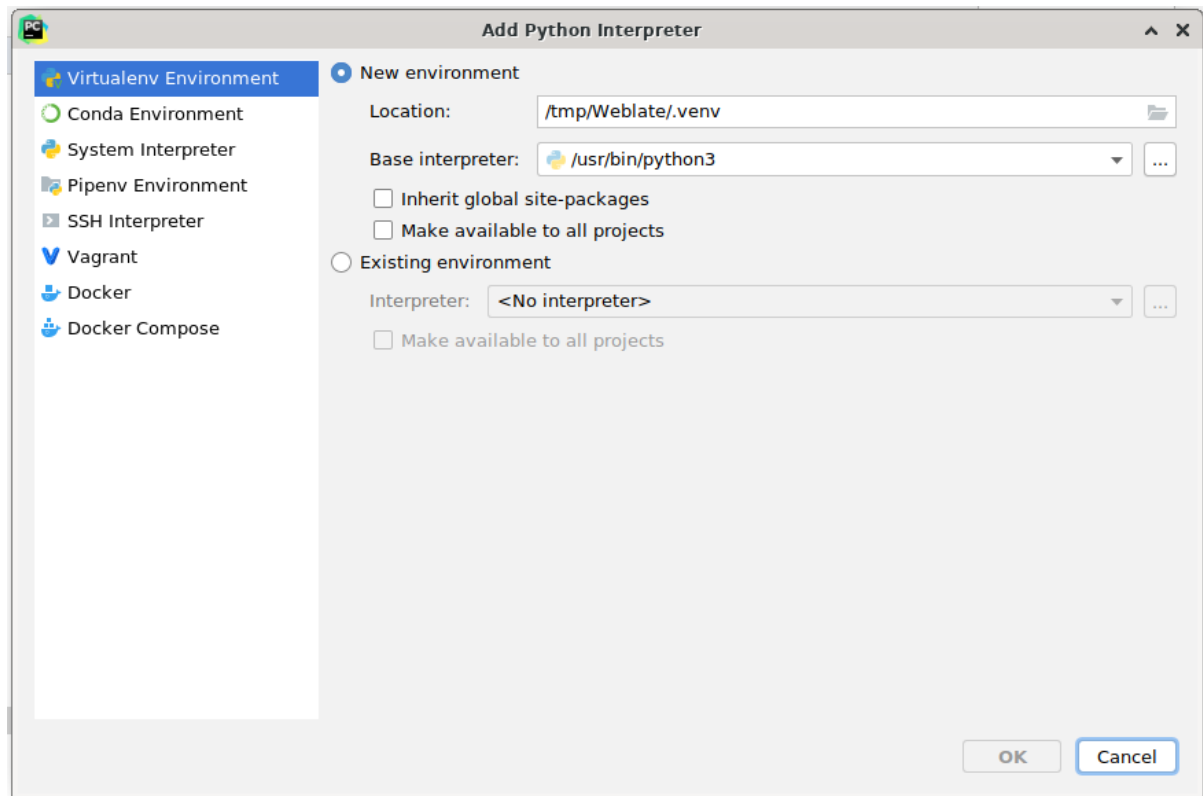 PC
Add Python Interpreter
Virtualenv Environment
Conda Environment
System Interpreter
Pipenv Environment
SSH Interpreter
Vagrant
Docker
Docker Compose
New environment
Location: /tmp/Weblate/.venv
Base interpreter: /usr/bin/python3 ...
Inherit global site-packages
Make available to all projects
Existing environment
Interpreter: <No interpreter> ...
Make available to all projects
OK Cancel